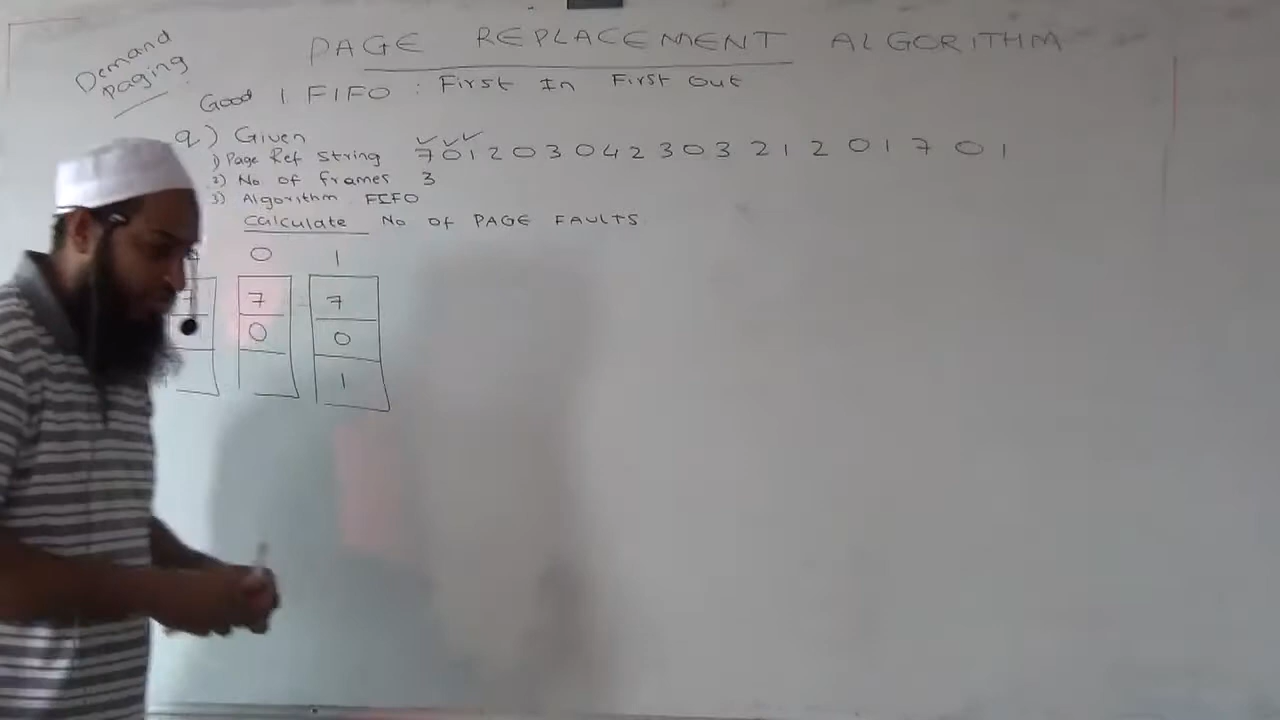 Demand
paging
PAGE REPLACEMENT ALGORITHM
Good 1 FIFO : First In First Out
Q) Given
1) Page Ref String 7 0 1 2 0 3 0 4 2 3 0 3 2 1 2 0 1 7 0 1
2) No of frames 3
3) Algorithm FIFO
Calculate No of PAGE FAULTS
0 1
7 7 7
0 0
1